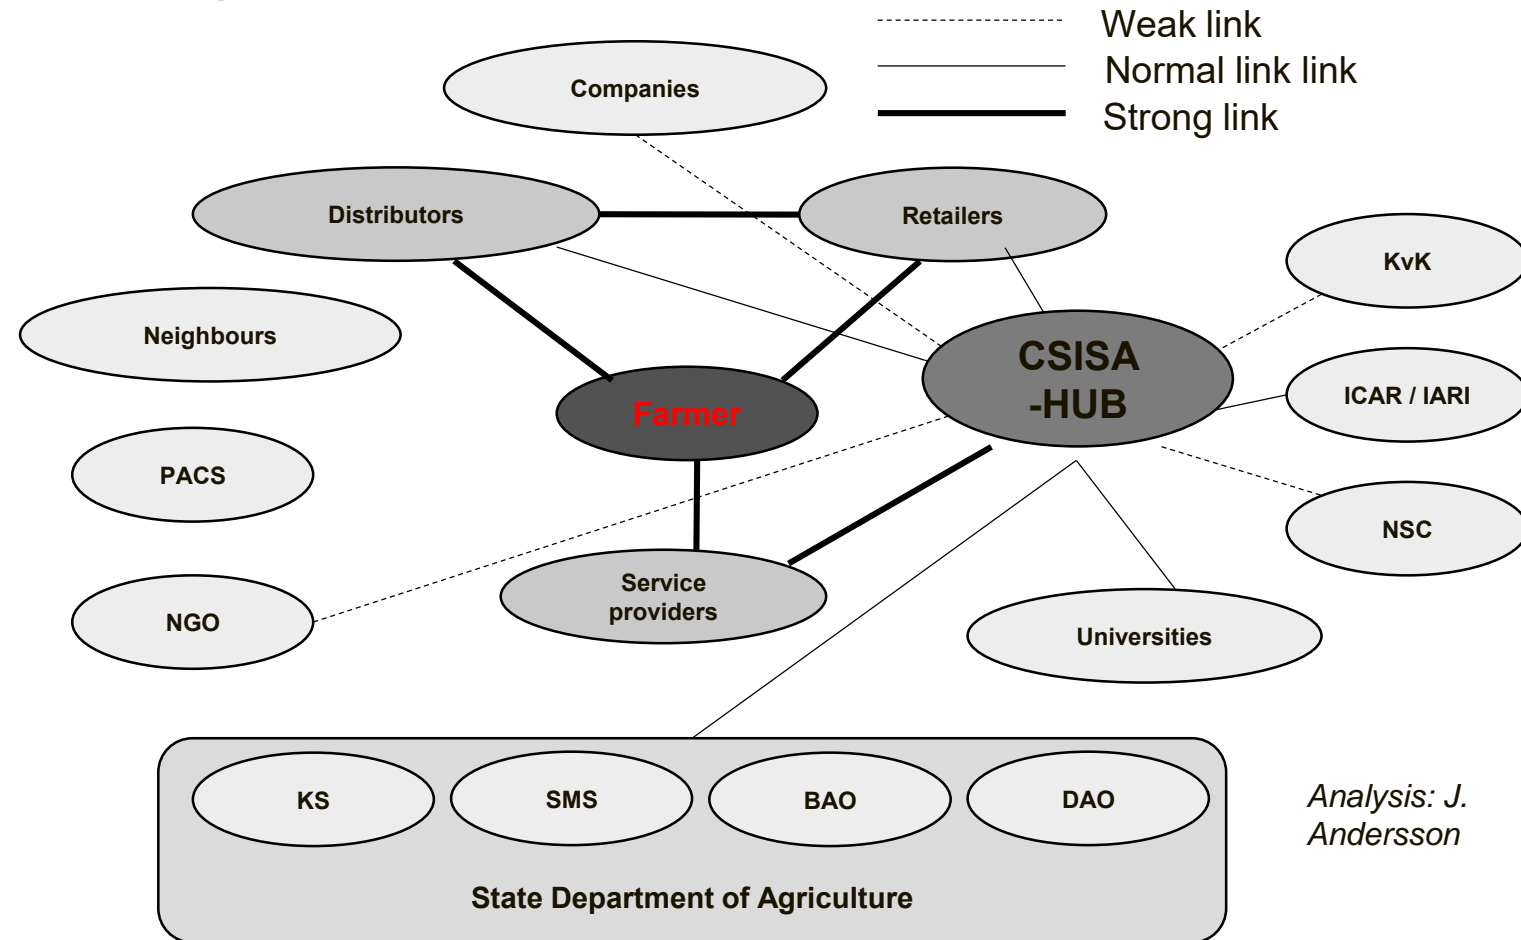 Weak link
Normal link link
Strong link
Companies
Distributors
Retailers
KvK
Neighbours
CSISA
-HUB
ICAR / IARI
Farmer
PACS
NSC
Service
providers
NGO
Universities
KS
SMS
BAO
DAO
Analysis: J.
Andersson
State Department of Agriculture